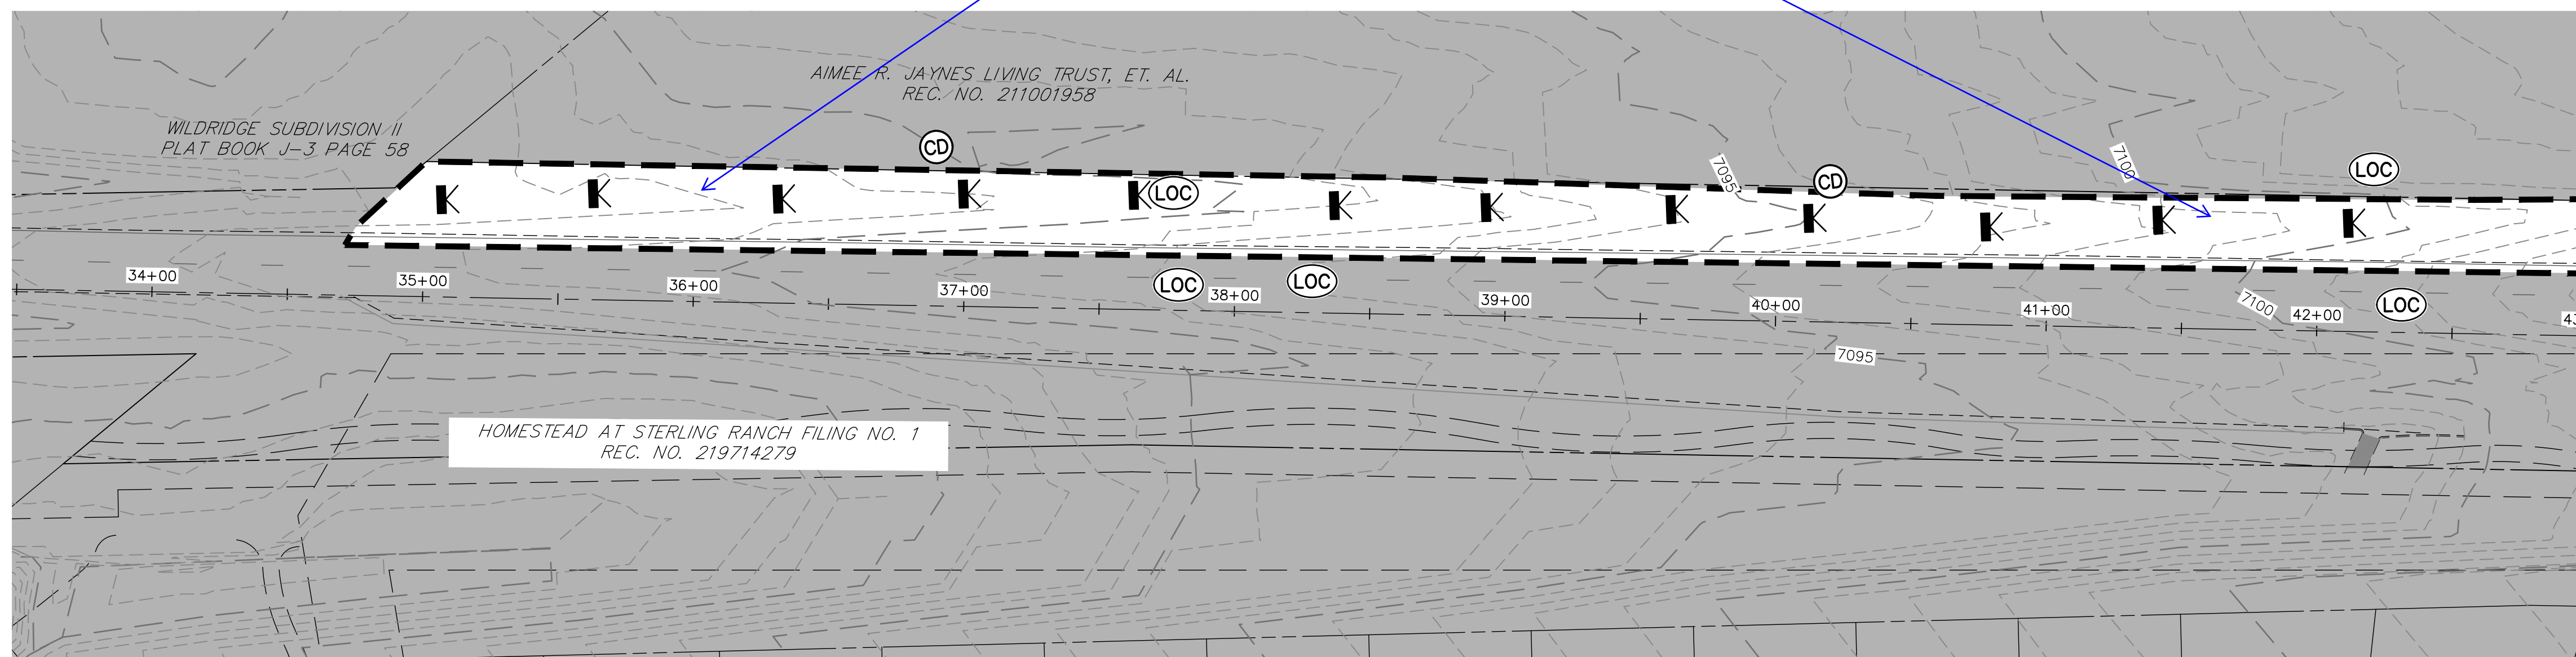 AIMEE R. JAYNES LIVING TRUST, ET. AL.
REC. NO. 211001958
WILDRIDGE SUBDIVISION II
PLAT BOOK J-3 PAGE 58
CD
CD
LOC
7095
7100
K
K
K
K
K
LOC
K
K
K
K
K
K
K
34+00
35+00
36+00
37+00
LOC
38+00
LOC
39+00
40+00
41+00
7100
42+00
LOC
43
7095
HOMESTEAD AT STERLING RANCH FILING NO. 1
REC. NO. 219714279